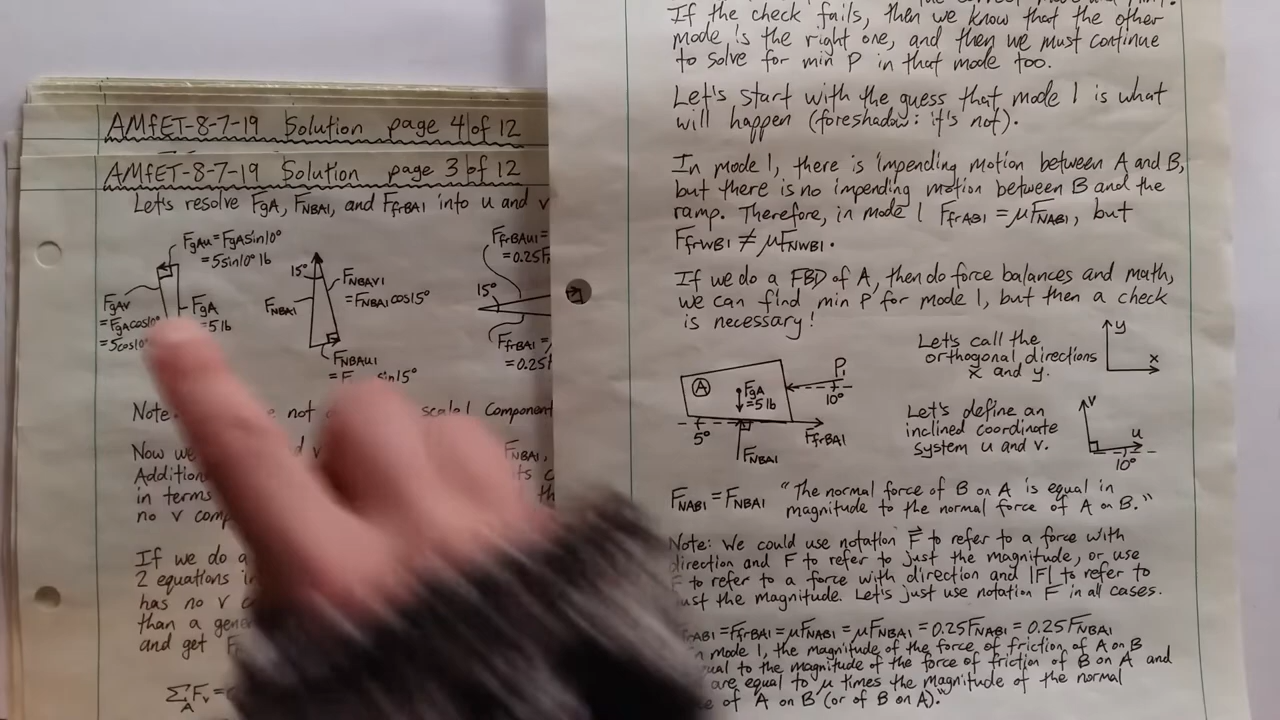 AMfET-8-7-19 Solution page 4 of 12
AMfET-8-7-19 Solution page 3 of 12
Let's resolve FgA, FNBA1, and FfrBA1 into u and v
FgAu = FgA sin10°
= 5 sin10° lb
FgAv
= FgA cos10°
= 5cos10°
FgA
= 5 lb
15°
FNBA1
FNBAV1
= FNBA1 cos15°
FNBAU1
= F sin15°
FfrBAU1 =
= 0.25F
15°
FfrBA1 =
= 0.25F
Note: not scalar component
Now we
FNBA1,
Addition
in terms
no v comp
If we do a
2 equations in
has no v c
than a gene
and get F
ΣFv =
A
If the check fails, then we know that the other
mode is the right one, and then we must continue
to solve for min P in that mode too.
Let's start with the guess that mode 1 is what
will happen (foreshadow: it's not).
In mode 1, there is impending motion between A and B,
but there is no impending motion between B and the
ramp. Therefore, in mode 1 FfrAB1 = μFNAB1, but
FfrWB1 ≠ μFNWB1.
If we do a FBD of A, then do force balances and math,
we can find min P for mode 1, but then a check
is necessary!
Let's call the
orthogonal directions
x and y.
y
x
A
FgA
= 5 lb
P1
10°
5°
FfrBA1
FNBA1
Let's define an
inclined coordinate
system u and v.
v
u
10°
FNAB1 = FNBA1 "The normal force of B on A is equal in
magnitude to the normal force of A on B."
Note: We could use notation F⃗ to refer to a force with
direction and F to refer to just the magnitude, or use
F to refer to a force with direction and |F| to refer to
just the magnitude. Let's just use notation F in all cases.
FfrAB1 = FfrBA1 = μFNAB1 = μFNBA1 = 0.25FNAB1 = 0.25FNBA1
In mode 1, the magnitude of the force of friction of A on B
equal to the magnitude of the force of friction of B on A and
are equal to μ times the magnitude of the normal
of A on B (or of B on A)."